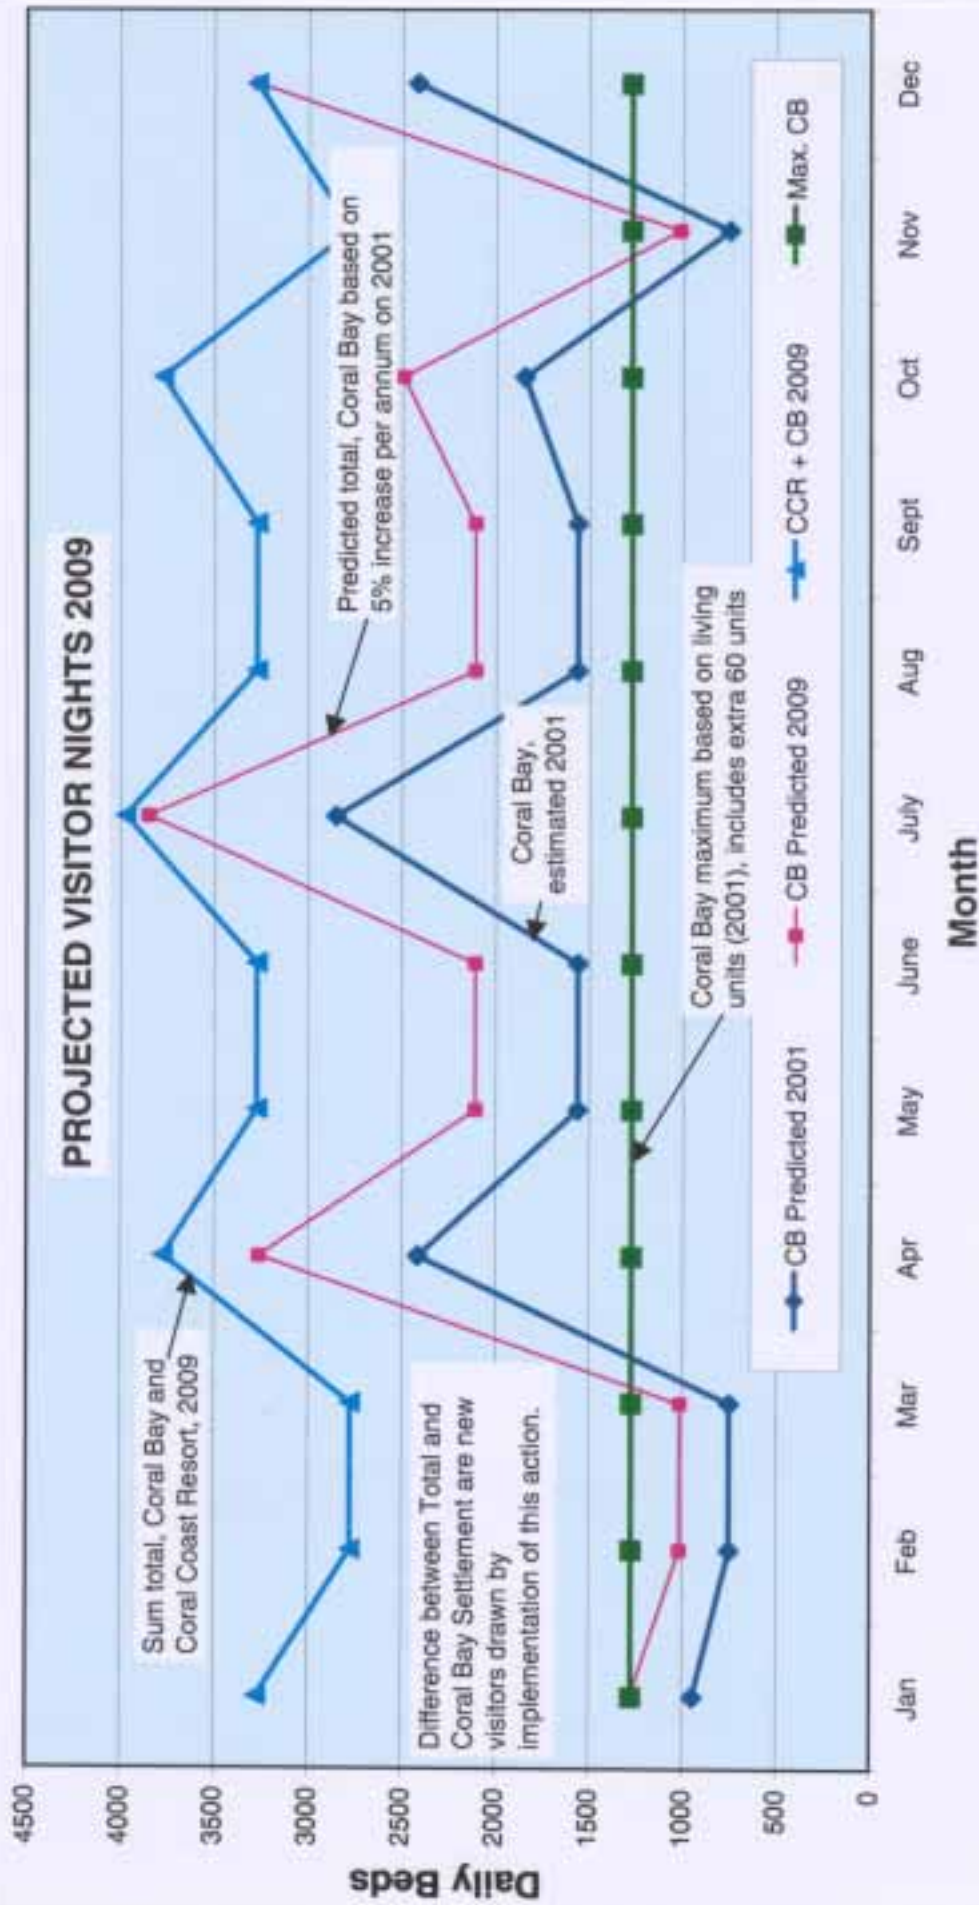 PROJECTED VISITOR NIGHTS 2009
4500
4000
3500
3000
2500
2000
1500
1000
500
0
Daily Beds
Sum total, Coral Bay and
Coral Coast Resort, 2009
Difference between Total and
Coral Bay Settlement are new
visitors drawn by
implementation of this action.
Predicted total, Coral Bay based on
5% increase per annum on 2001
Coral Bay,
estimated 2001
Coral Bay maximum based on living
units (2001), includes extra 60 units
CB Predicted 2001
CB Predicted 2009
CCR + CB 2009
Max. CB
Jan Feb Mar Apr May June July Aug Sept Oct Nov Dec
Month